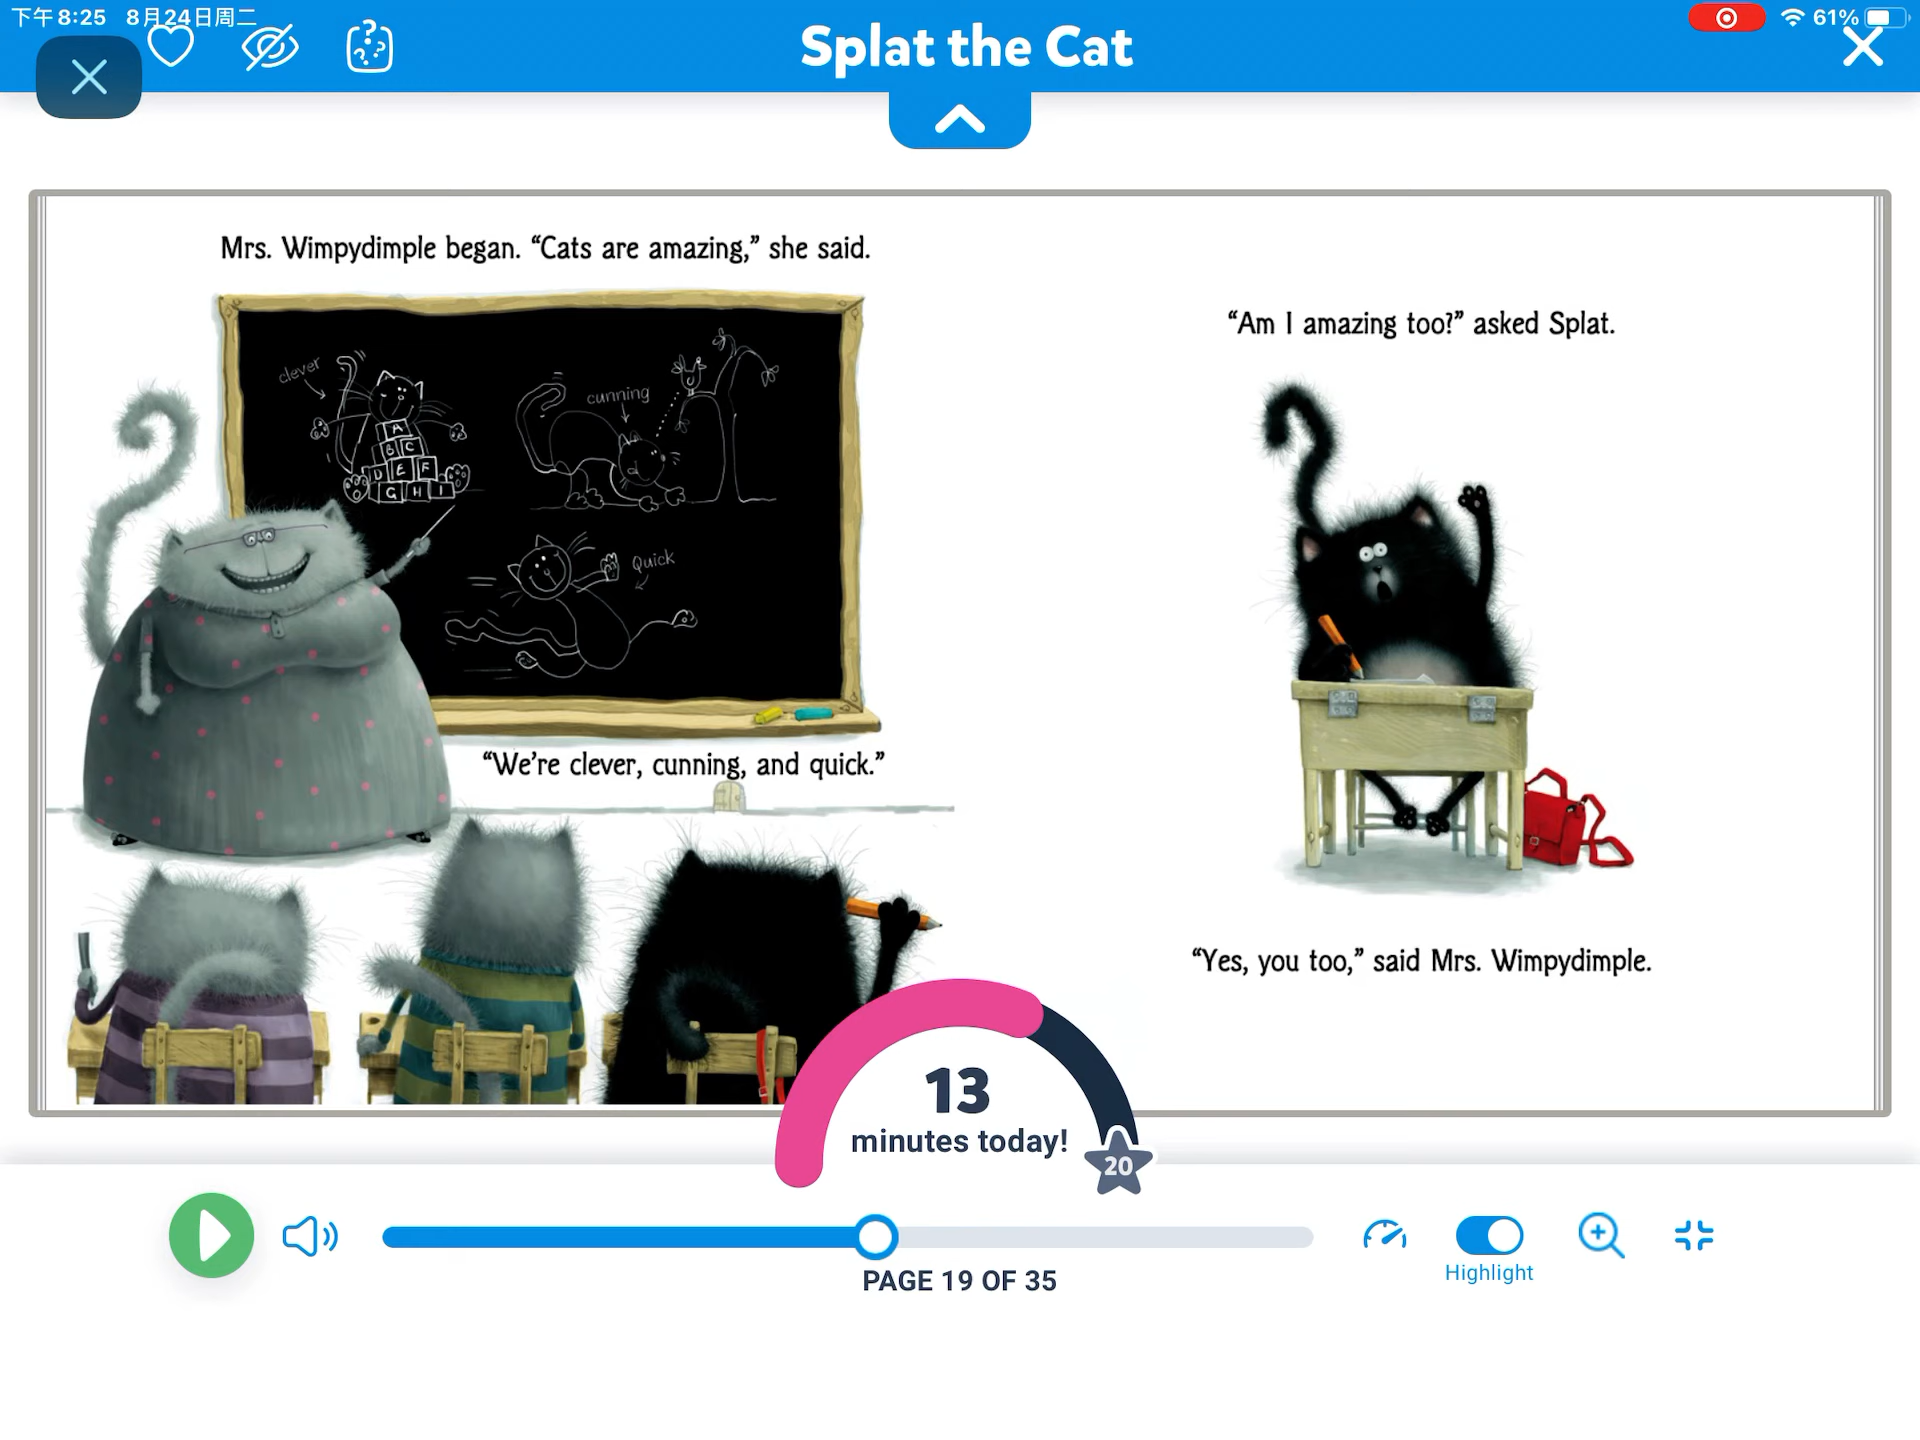 下午8:25 8月24日周二
61%
Splat the Cat
Mrs. Wimpydimple began. “Cats are amazing,” she said.
clever
cunning
Quick
A
B C
D E F
G H I
“We’re clever, cunning, and quick.”
“Am I amazing too?” asked Splat.
“Yes, you too,” said Mrs. Wimpydimple.
13
minutes today!
20
PAGE 19 OF 35
Highlight